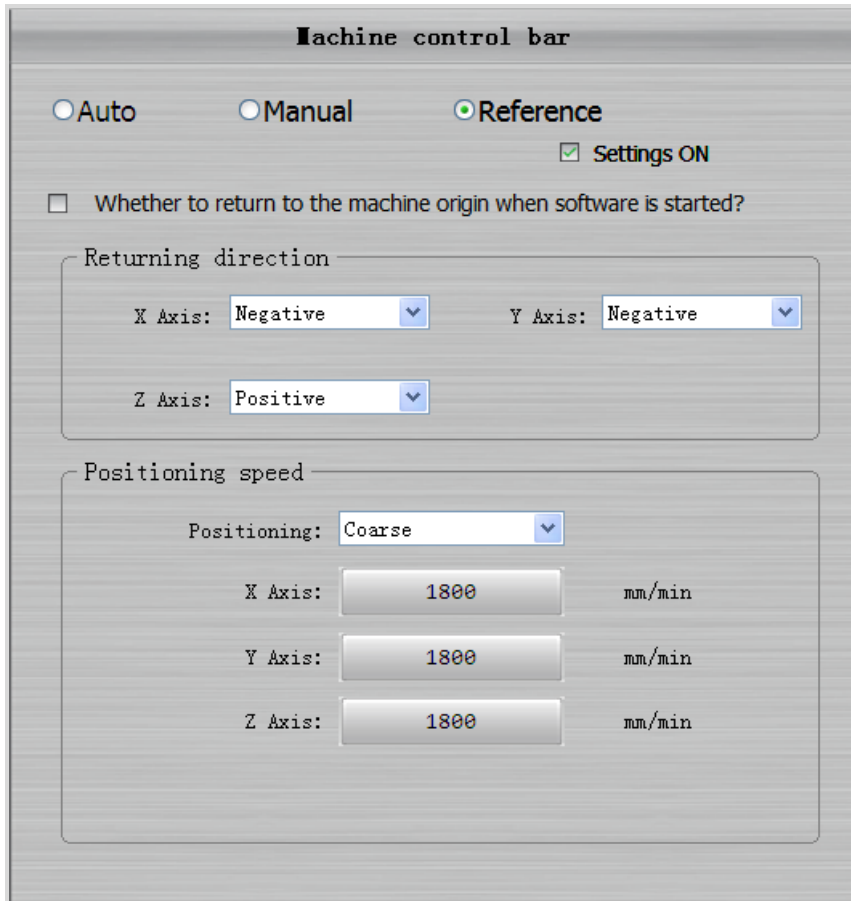 Machine control bar
Auto Manual Reference
Settings ON
Whether to return to the machine origin when software is started?
Returning direction
X Axis: Negative Y Axis: Negative
Z Axis: Positive
Positioning speed
Positioning: Coarse
X Axis: 1800 mm/min
Y Axis: 1800 mm/min
Z Axis: 1800 mm/min